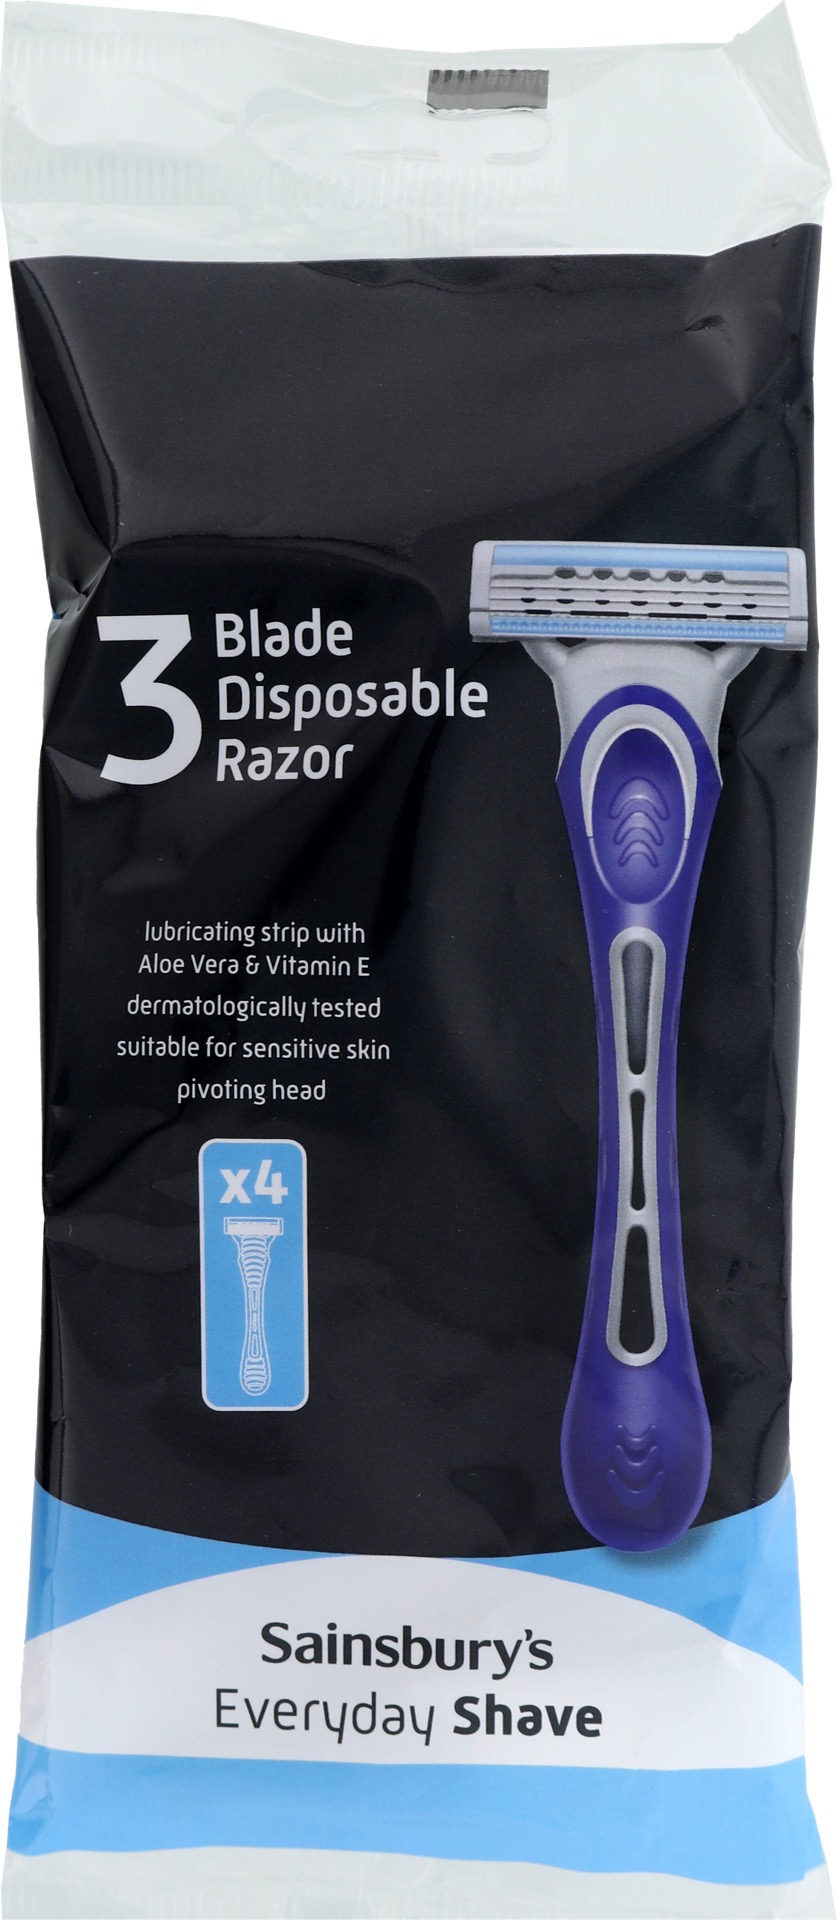 3 Blade
Disposable
Razor
lubricating strip with
Aloe Vera & Vitamin E
dermatologically tested
suitable for sensitive skin
pivoting head
x4
Sainsbury's
Everyday Shave